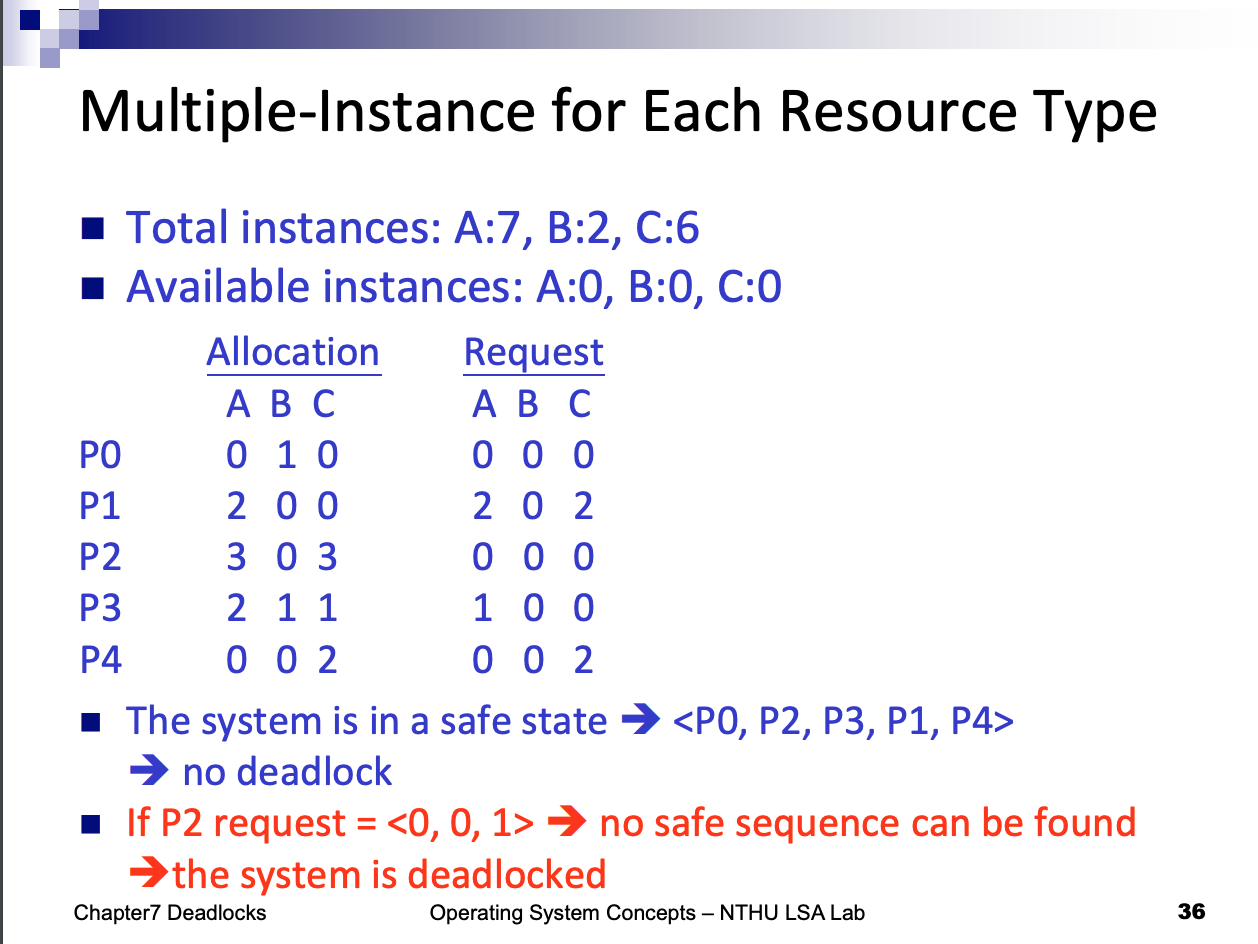 Multiple-Instance for Each Resource Type
Total instances: A:7, B:2, C:6
Available instances: A:0, B:0, C:0
Allocation Request
A B C A B C
P0 0 1 0 0 0 0
P1 2 0 0 2 0 2
P2 3 0 3 0 0 0
P3 2 1 1 1 0 0
P4 0 0 2 0 0 2
The system is in a safe state ➔ <P0, P2, P3, P1, P4>
➔ no deadlock
If P2 request = <0, 0, 1> ➔ no safe sequence can be found
➔the system is deadlocked
Chapter7 Deadlocks Operating System Concepts – NTHU LSA Lab 36